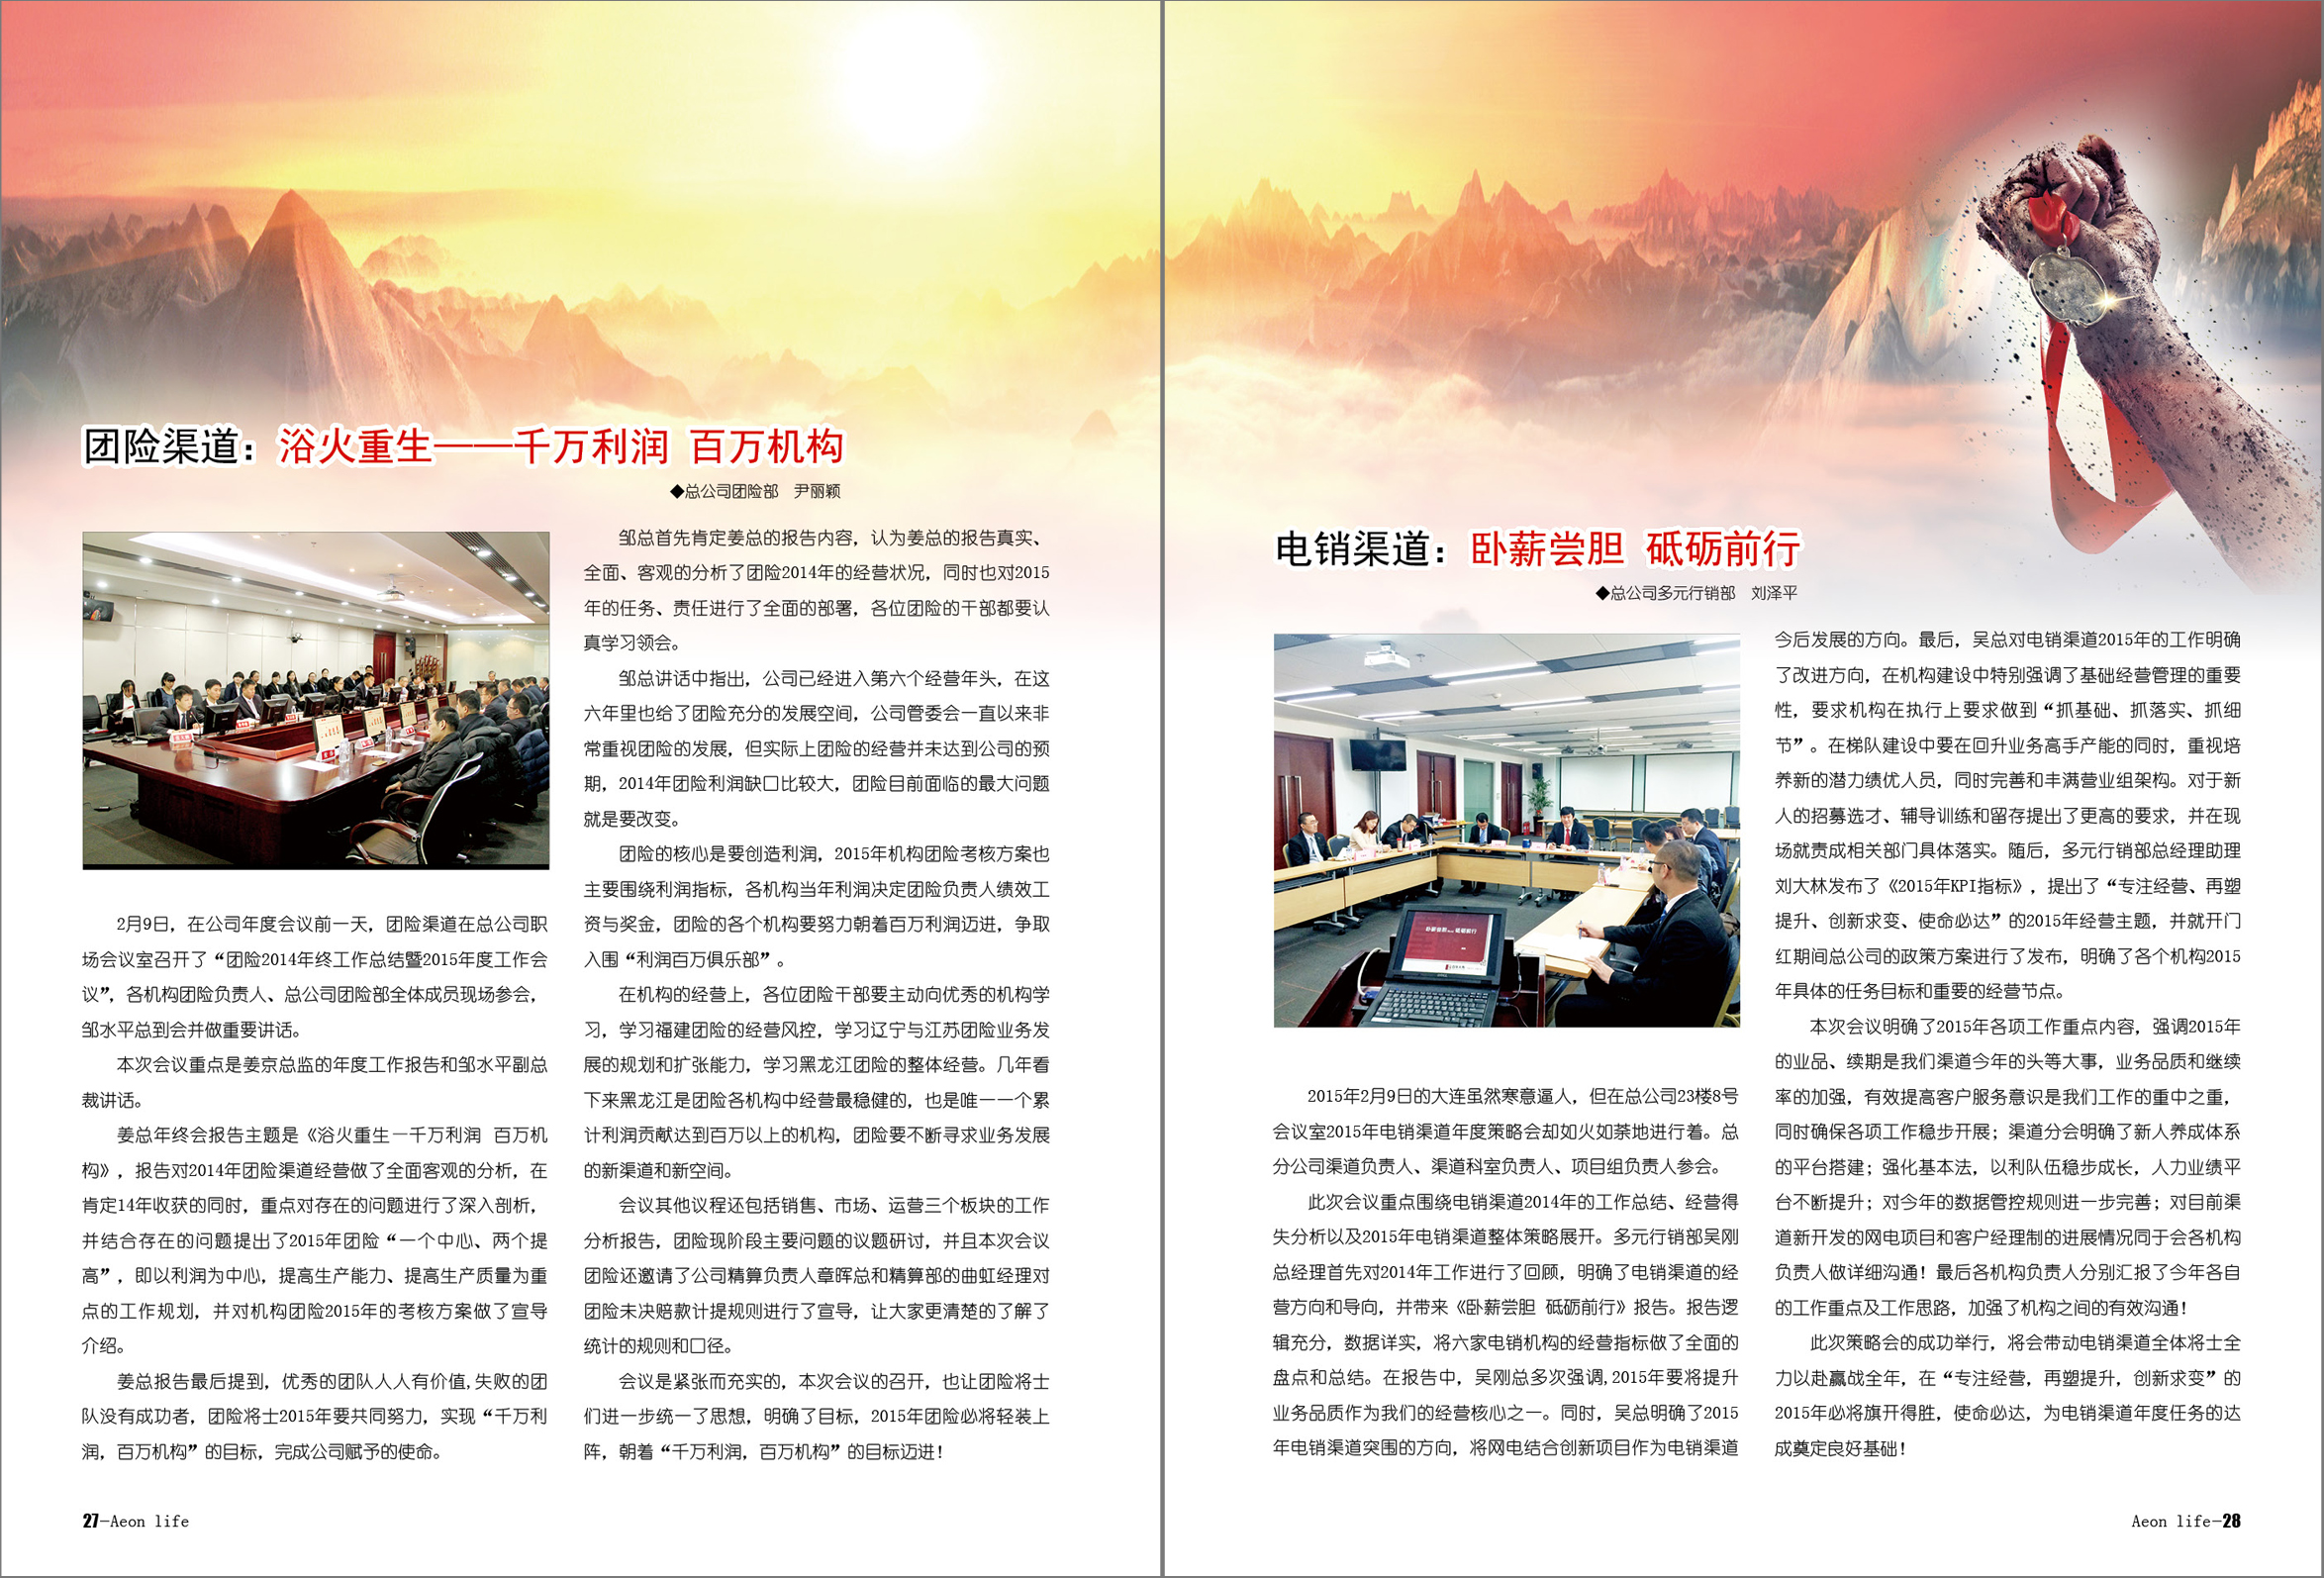 团险渠道：浴火重生——千万利润 百万机构
◆总公司团险部 尹丽颖
2月9日，在公司年度会议前一天，团险渠道在总公司职
场会议室召开了“团险2014年终工作总结暨2015年度工作会
议”，各机构团险负责人、总公司团险部全体成员现场参会，
邹水平总到会并做重要讲话。
本次会议重点是姜京总监的年度工作报告和邹水平副总
裁讲话。
姜总年终会报告主题是《浴火重生—千万利润 百万机
构》，报告对2014年团险渠道经营做了全面客观的分析，在
肯定14年收获的同时，重点对存在的问题进行了深入剖析，
并结合存在的问题提出了2015年团险“一个中心、两个提
高”，即以利润为中心，提高生产能力、提高生产质量为重
点的工作规划，并对机构团险2015年的考核方案做了宣导
介绍。
姜总报告最后提到，优秀的团队人人有价值,失败的团
队没有成功者，团险将士2015年要共同努力，实现“千万利
润，百万机构”的目标，完成公司赋予的使命。
邹总首先肯定姜总的报告内容，认为姜总的报告真实、
全面、客观的分析了团险2014年的经营状况，同时也对2015
年的任务、责任进行了全面的部署，各位团险的干部都要认
真学习领会。
邹总讲话中指出，公司已经进入第六个经营年头，在这
六年里也给了团险充分的发展空间，公司管委会一直以来非
常重视团险的发展，但实际上团险的经营并未达到公司的预
期，2014年团险利润缺口比较大，团险目前面临的最大问题
就是要改变。
团险的核心是要创造利润，2015年机构团险考核方案也
主要围绕利润指标，各机构当年利润决定团险负责人绩效工
资与奖金，团险的各个机构要努力朝着百万利润迈进，争取
入围“利润百万俱乐部”。
在机构的经营上，各位团险干部要主动向优秀的机构学
习，学习福建团险的经营风控，学习辽宁与江苏团险业务发
展的规划和扩张能力，学习黑龙江团险的整体经营。几年看
下来黑龙江是团险各机构中经营最稳健的，也是唯一一个累
计利润贡献达到百万以上的机构，团险要不断寻求业务发展
的新渠道和新空间。
会议其他议程还包括销售、市场、运营三个板块的工作
分析报告，团险现阶段主要问题的议题研讨，并且本次会议
团险还邀请了公司精算负责人章晖总和精算部的曲虹经理对
团险未决赔款计提规则进行了宣导，让大家更清楚的了解了
统计的规则和口径。
会议是紧张而充实的，本次会议的召开，也让团险将士
们进一步统一了思想，明确了目标，2015年团险必将轻装上
阵，朝着“千万利润，百万机构”的目标迈进！
27—Aeon life
电销渠道：卧薪尝胆 砥砺前行
◆总公司多元行销部 刘泽平
卧薪尝胆 砥砺前行
2015年2月9日的大连虽然寒意逼人，但在总公司23楼8号
会议室2015年电销渠道年度策略会却如火如荼地进行着。总
分公司渠道负责人、渠道科室负责人、项目组负责人参会。
此次会议重点围绕电销渠道2014年的工作总结、经营得
失分析以及2015年电销渠道整体策略展开。多元行销部吴刚
总经理首先对2014年工作进行了回顾，明确了电销渠道的经
营方向和导向，并带来《卧薪尝胆 砥砺前行》报告。报告逻
辑充分，数据详实，将六家电销机构的经营指标做了全面的
盘点和总结。在报告中，吴刚总多次强调,2015年要将提升
业务品质作为我们的经营核心之一。同时，吴总明确了2015
年电销渠道突围的方向，将网电结合创新项目作为电销渠道
今后发展的方向。最后，吴总对电销渠道2015年的工作明确
了改进方向，在机构建设中特别强调了基础经营管理的重要
性，要求机构在执行上要求做到“抓基础、抓落实、抓细
节”。在梯队建设中要在回升业务高手产能的同时，重视培
养新的潜力绩优人员，同时完善和丰满营业组架构。对于新
人的招募选才、辅导训练和留存提出了更高的要求，并在现
场就责成相关部门具体落实。随后，多元行销部总经理助理
刘大林发布了《2015年KPI指标》，提出了“专注经营、再塑
提升、创新求变、使命必达”的2015年经营主题，并就开门
红期间总公司的政策方案进行了发布，明确了各个机构2015
年具体的任务目标和重要的经营节点。
本次会议明确了2015年各项工作重点内容，强调2015年
的业品、续期是我们渠道今年的头等大事，业务品质和继续
率的加强，有效提高客户服务意识是我们工作的重中之重，
同时确保各项工作稳步开展；渠道分会明确了新人养成体系
的平台搭建；强化基本法，以利队伍稳步成长，人力业绩平
台不断提升；对今年的数据管控规则进一步完善；对目前渠
道新开发的网电项目和客户经理制的进展情况同于会各机构
负责人做详细沟通！最后各机构负责人分别汇报了今年各自
的工作重点及工作思路，加强了机构之间的有效沟通！
此次策略会的成功举行，将会带动电销渠道全体将士全
力以赴赢战全年，在“专注经营，再塑提升，创新求变”的
2015年必将旗开得胜，使命必达，为电销渠道年度任务的达
成奠定良好基础！
Aeon life—28